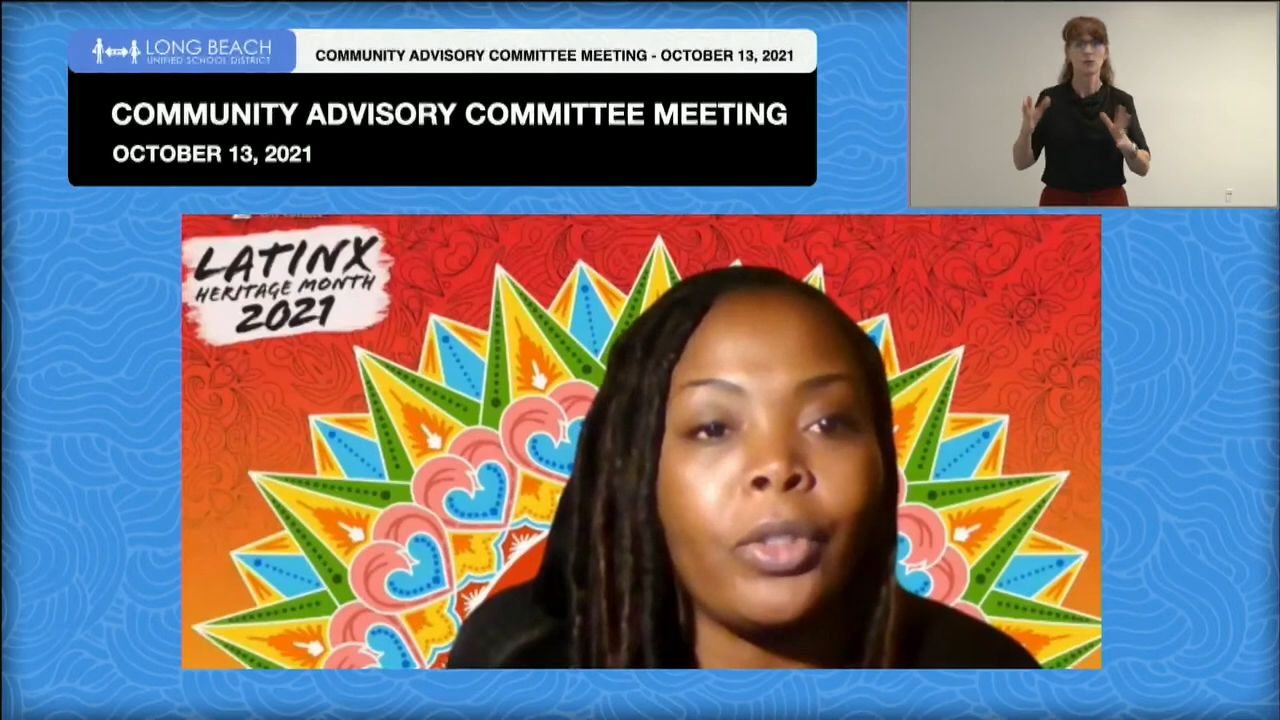 LONG BEACH
UNIFIED SCHOOL DISTRICT
COMMUNITY ADVISORY COMMITTEE MEETING - OCTOBER 13, 2021
COMMUNITY ADVISORY COMMITTEE MEETING
OCTOBER 13, 2021
LATINX
HERITAGE MONTH
2021